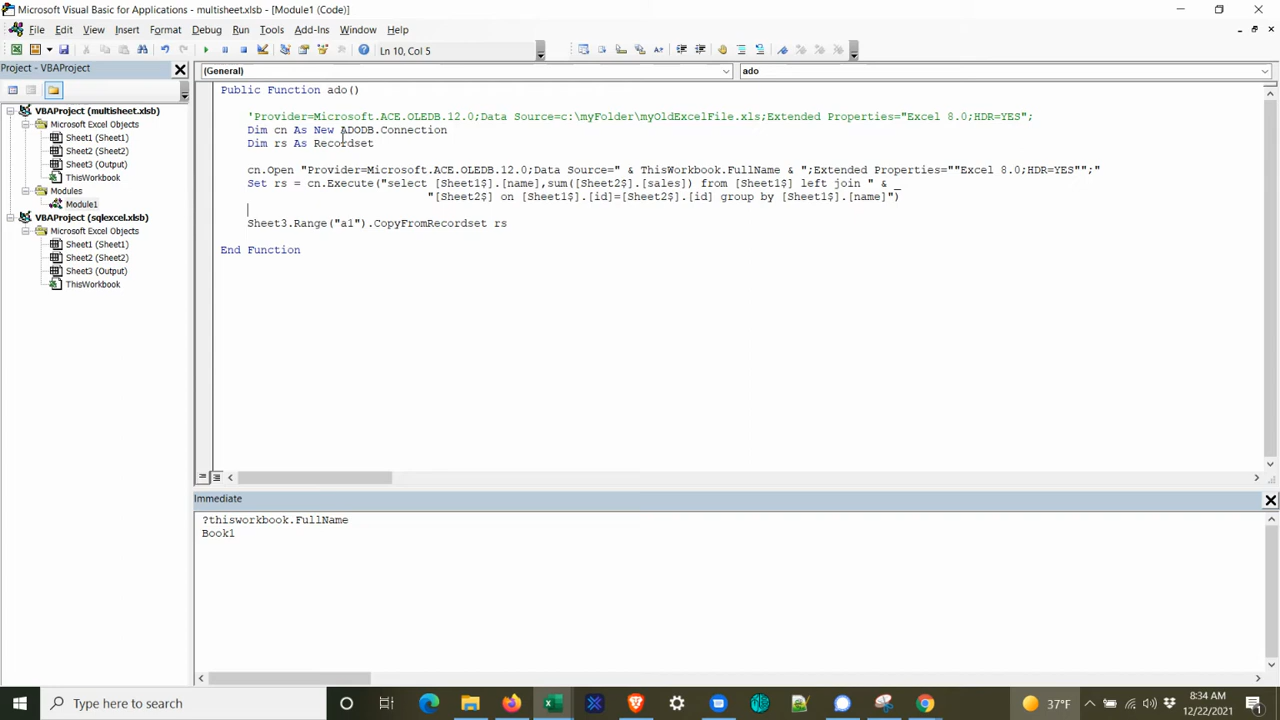 Microsoft Visual Basic for Applications - multisheet.xlsb - [Module1 (Code)]
File Edit View Insert Format Debug Run Tools Add-Ins Window Help
Ln 10, Col 5
Project - VBAProject
(General)
ado
VBAProject (multisheet.xlsb)
Microsoft Excel Objects
Sheet1 (Sheet1)
Sheet2 (Sheet2)
Sheet3 (Output)
ThisWorkbook
Modules
Module1
VBAProject (sqlexcel.xlsb)
Microsoft Excel Objects
Sheet1 (Sheet1)
Sheet2 (Sheet2)
Sheet3 (Output)
ThisWorkbook
Public Function ado()
'Provider=Microsoft.ACE.OLEDB.12.0;Data Source=c:\myFolder\myOldExcelFile.xls;Extended Properties="Excel 8.0;HDR=YES";
Dim cn As New ADODB.Connection
Dim rs As Recordset
cn.Open "Provider=Microsoft.ACE.OLEDB.12.0;Data Source=" & ThisWorkbook.FullName & ";Extended Properties=""Excel 8.0;HDR=YES"";"
Set rs = cn.Execute("select [Sheet1$].[name],sum([Sheet2$].[sales]) from [Sheet1$] left join " & _
"[Sheet2$] on [Sheet1$].[id]=[Sheet2$].[id] group by [Sheet1$].[name]")
Sheet3.Range("a1").CopyFromRecordset rs
End Function
Immediate
?thisworkbook.FullName
Book1
Type here to search
37°F
8:34 AM
12/22/2021
1